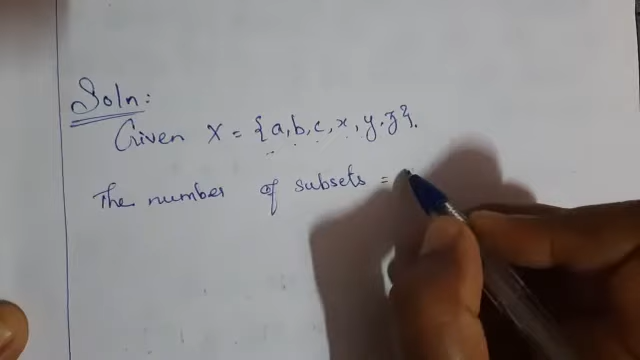 Soln:
Given X = {a, b, c, x, y, z}.
The number of subsets =